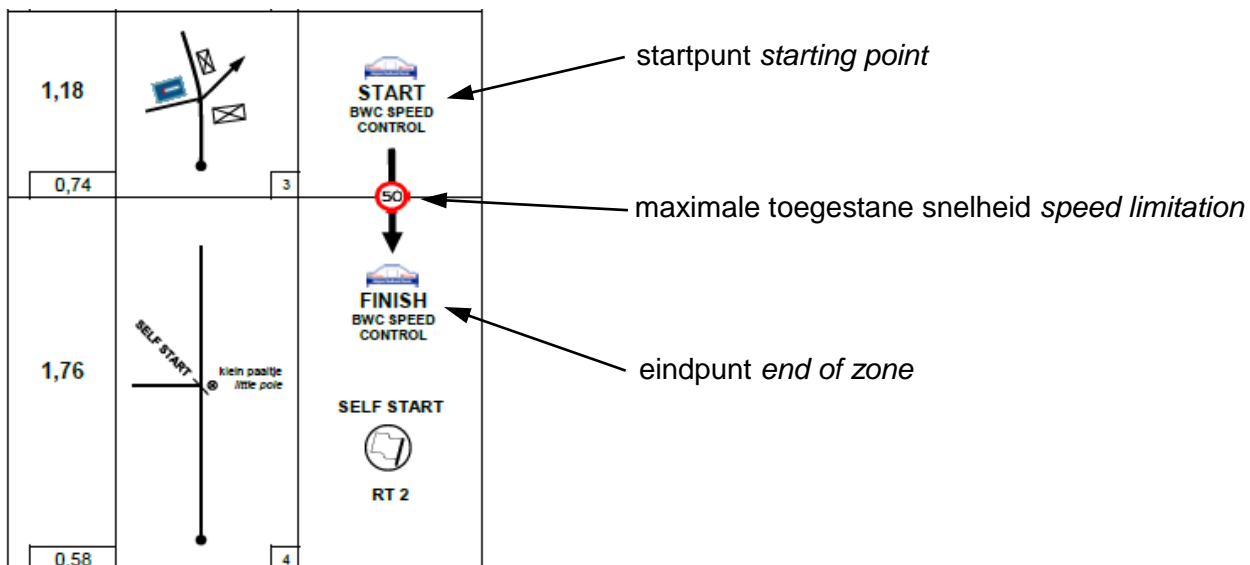 1,18
0,74
3
START
BWC SPEED
CONTROL
startpunt starting point
50
maximale toegestane snelheid speed limitation
FINISH
BWC SPEED
CONTROL
eindpunt end of zone
1,76
SELF START
klein paaltje
little pole
SELF START
RT 2
0,58
4